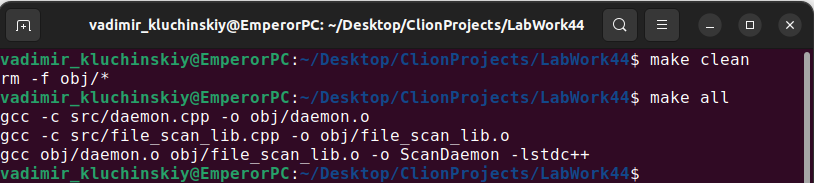 vadimir_kluchinskiy@EmperorPC: ~/Desktop/ClionProjects/LabWork44
vadimir_kluchinskiy@EmperorPC:~/Desktop/ClionProjects/LabWork44$ make clean
rm -f obj/*
vadimir_kluchinskiy@EmperorPC:~/Desktop/ClionProjects/LabWork44$ make all
gcc -c src/daemon.cpp -o obj/daemon.o
gcc -c src/file_scan_lib.cpp -o obj/file_scan_lib.o
gcc obj/daemon.o obj/file_scan_lib.o -o ScanDaemon -lstdc++
vadimir_kluchinskiy@EmperorPC:~/Desktop/ClionProjects/LabWork44$